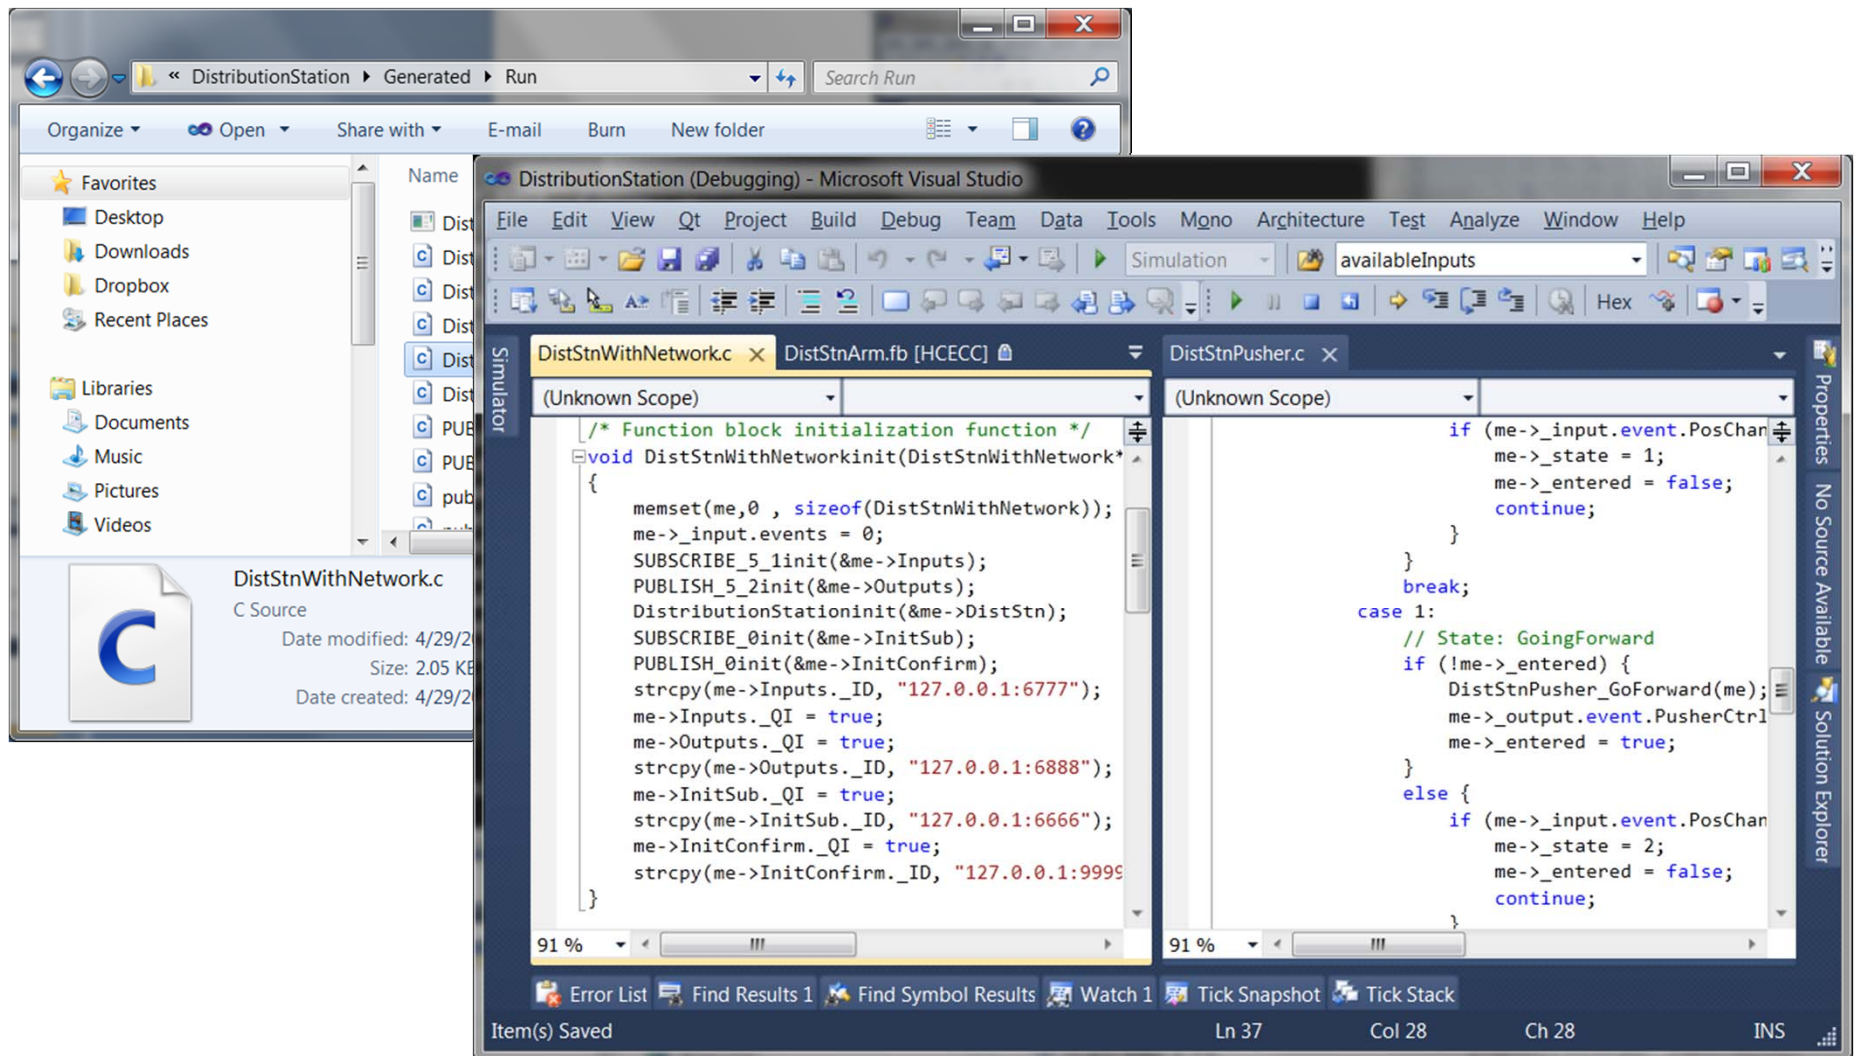 « DistributionStation ▸ Generated ▸ Run
Search Run
Organize
Open
Share with
E-mail
Burn
New folder
Favorites
Desktop
Downloads
Dropbox
Recent Places
Libraries
Documents
Music
Pictures
Videos
Name
Dist
Dist
Dist
Dist
Dist
Dist
PUB
PUB
pub
DistStnWithNetwork.c
C Source
Date modified: 4/29/20
Size: 2.05 KB
Date created: 4/29/20
DistributionStation (Debugging) - Microsoft Visual Studio
File Edit View Qt Project Build Debug Team Data Tools Mono Architecture Test Analyze Window Help
Simulation
availableInputs
Hex
Simulator
DistStnWithNetwork.c
DistStnArm.fb [HCECC]
(Unknown Scope)
/* Function block initialization function */
void DistStnWithNetworkinit(DistStnWithNetwork*
{
memset(me,0 , sizeof(DistStnWithNetwork));
me->_input.events = 0;
SUBSCRIBE_5_1init(&me->Inputs);
PUBLISH_5_2init(&me->Outputs);
DistributionStationinit(&me->DistStn);
SUBSCRIBE_0init(&me->InitSub);
PUBLISH_0init(&me->InitConfirm);
strcpy(me->Inputs._ID, "127.0.0.1:6777");
me->Inputs._QI = true;
me->Outputs._QI = true;
strcpy(me->Outputs._ID, "127.0.0.1:6888");
me->InitSub._QI = true;
strcpy(me->InitSub._ID, "127.0.0.1:6666");
me->InitConfirm._QI = true;
strcpy(me->InitConfirm._ID, "127.0.0.1:9999
}
91 %
DistStnPusher.c
(Unknown Scope)
if (me->_input.event.PosChan
me->_state = 1;
me->_entered = false;
continue;
}
}
break;
case 1:
// State: GoingForward
if (!me->_entered) {
DistStnPusher_GoForward(me);
me->_output.event.PusherCtrl
me->_entered = true;
}
else {
if (me->_input.event.PosChan
me->_state = 2;
me->_entered = false;
continue;
}
91 %
Properties
No Source Available
Solution Explorer
Error List
Find Results 1
Find Symbol Results
Watch 1
Tick Snapshot
Tick Stack
Item(s) Saved
Ln 37
Col 28
Ch 28
INS